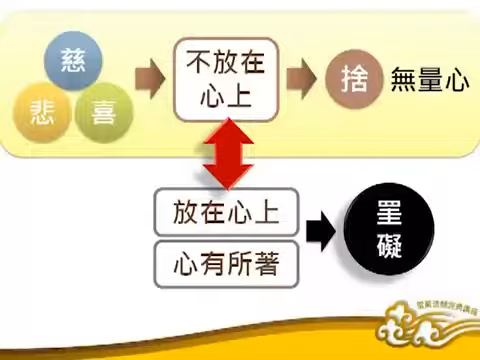 慈
悲 喜
不放在
心上
捨 無量心
放在心上
心有所著
罣
礙